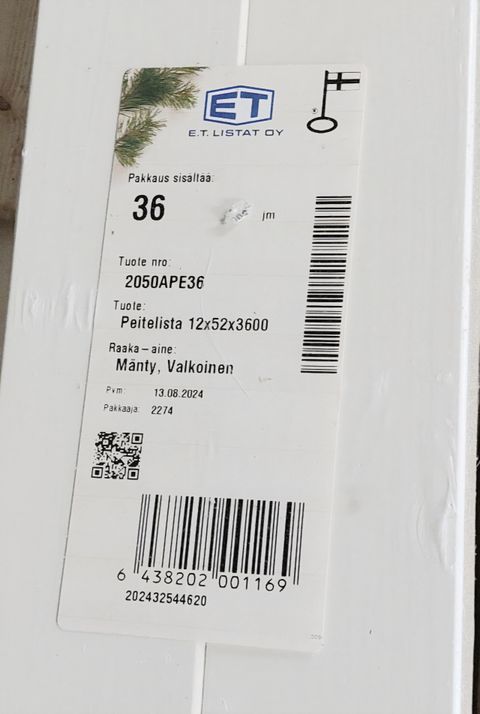 ET
E.T. LISTAT OY
Pakkaus sisältää:
36 jm
Tuote nro:
2050APE36
Tuote:
Peitelista 12x52x3600
Raaka-aine:
Mänty, Valkoinen
Pvm: 13.08.2024
Pakkaaja: 2274
6 438202 001169
202432544620